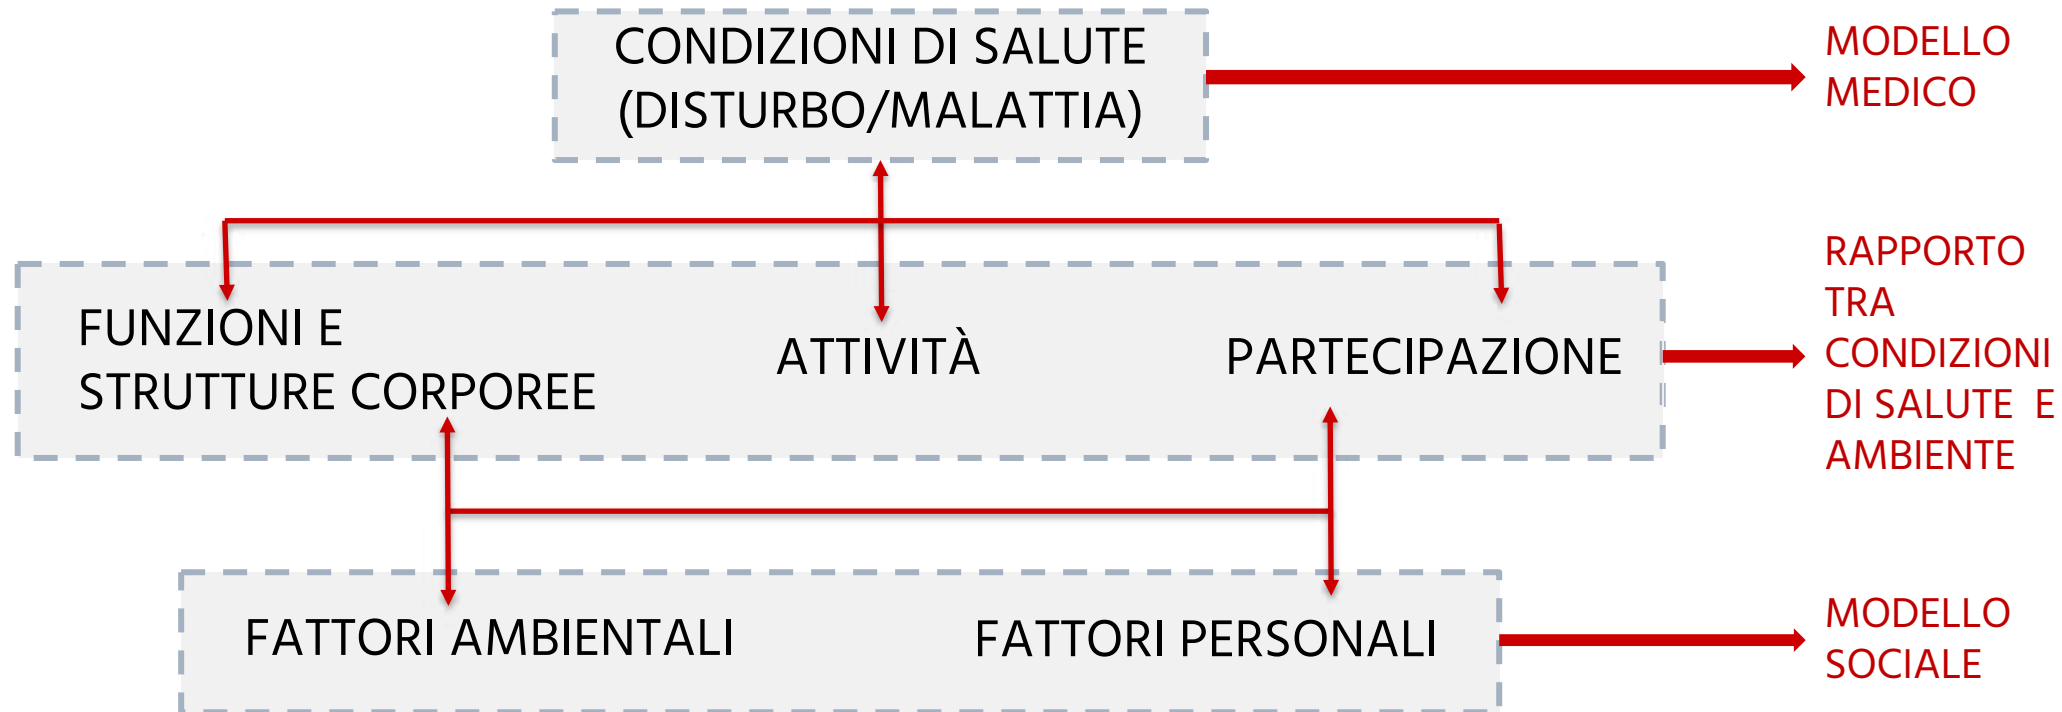 CONDIZIONI DI SALUTE
(DISTURBO/MALATTIA)
MODELLO
MEDICO
FUNZIONI E
STRUTTURE CORPOREE
ATTIVITÀ
PARTECIPAZIONE
RAPPORTO
TRA
CONDIZIONI
DI SALUTE E
AMBIENTE
FATTORI AMBIENTALI
FATTORI PERSONALI
MODELLO
SOCIALE